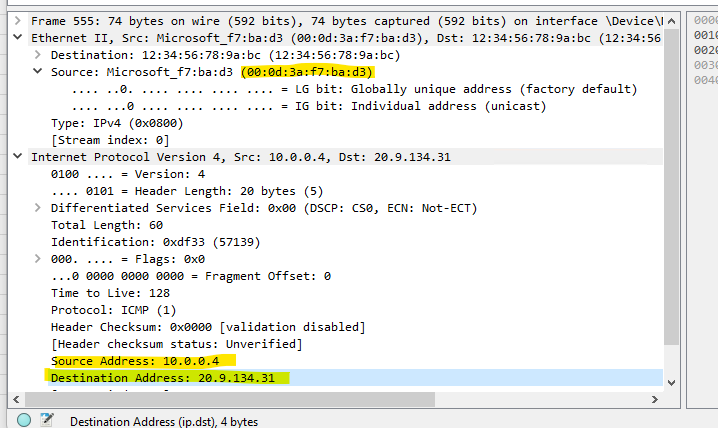 Frame 555: 74 bytes on wire (592 bits), 74 bytes captured (592 bits) on interface \Device\
Ethernet II, Src: Microsoft_f7:ba:d3 (00:0d:3a:f7:ba:d3), Dst: 12:34:56:78:9a:bc (12:34:56
Destination: 12:34:56:78:9a:bc (12:34:56:78:9a:bc)
Source: Microsoft_f7:ba:d3 (00:0d:3a:f7:ba:d3)
.... ..0. .... .... .... .... = LG bit: Globally unique address (factory default)
.... ...0 .... .... .... .... = IG bit: Individual address (unicast)
Type: IPv4 (0x0800)
[Stream index: 0]
Internet Protocol Version 4, Src: 10.0.0.4, Dst: 20.9.134.31
0100 .... = Version: 4
.... 0101 = Header Length: 20 bytes (5)
Differentiated Services Field: 0x00 (DSCP: CS0, ECN: Not-ECT)
Total Length: 60
Identification: 0xdf33 (57139)
000. .... = Flags: 0x0
...0 0000 0000 0000 = Fragment Offset: 0
Time to Live: 128
Protocol: ICMP (1)
Header Checksum: 0x0000 [validation disabled]
[Header checksum status: Unverified]
Source Address: 10.0.0.4
Destination Address: 20.9.134.31
0010
0020
0030
0040
Destination Address (ip.dst), 4 bytes